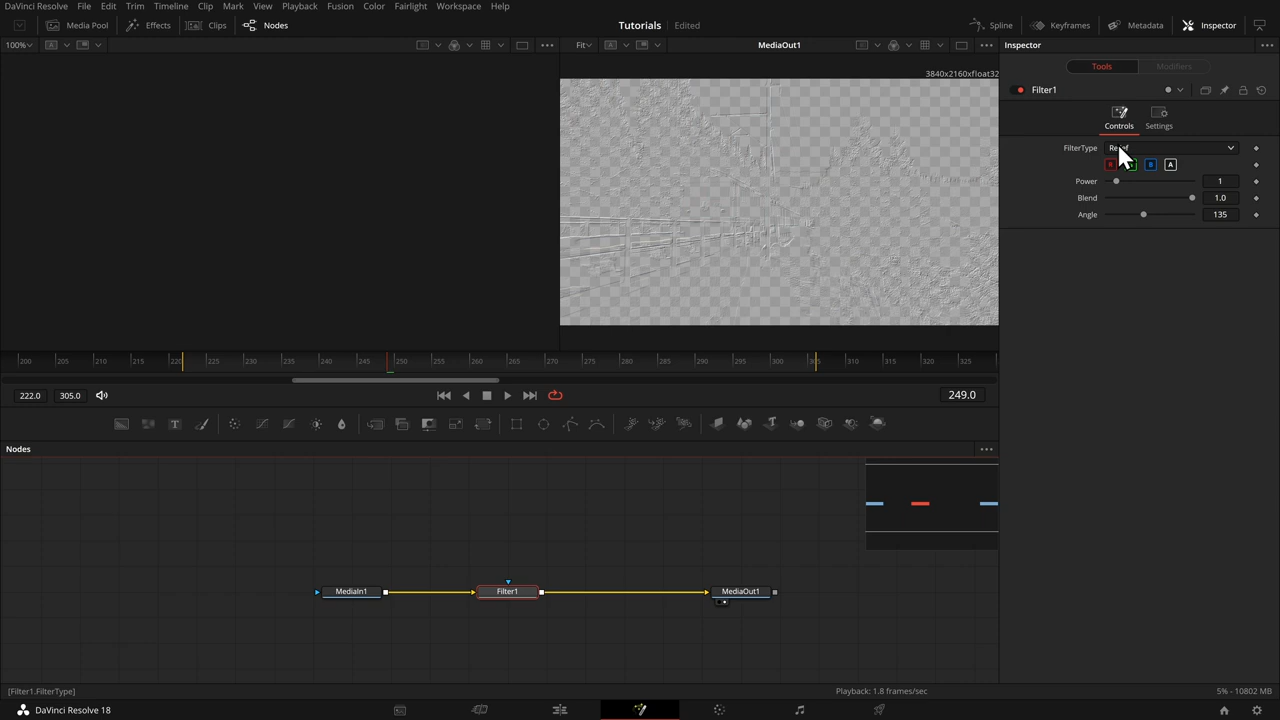 DaVinci Resolve File Edit Trim Timeline Clip Mark View Playback Fusion Color Fairlight Workspace Help
Media Pool Effects Clips Nodes Tutorials Edited Spline Keyframes Metadata Inspector
100% Fit MediaOut1 Inspector
3840x2160xfloat32
Tools Modifiers
Filter1
Controls Settings
FilterType
R B A
Power 1
Blend 1.0
Angle 135
200 205 210 215 220 225 230 235 240 245 250 255 260 265 270 275 280 285 290 295 300 305 310 315 320 325
222.0 305.0 249.0
Nodes
MediaIn1 Filter1 MediaOut1
[Filter1.FilterType] Playback: 1.8 frames/sec 5% - 10802 MB
DaVinci Resolve 18